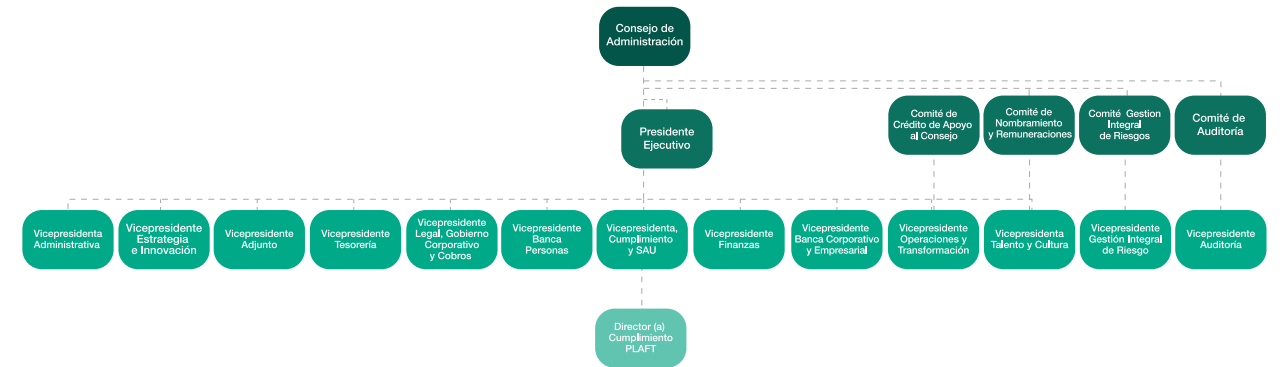 Consejo de
Administración
Presidente
Ejecutivo
Comité de
Crédito de Apoyo
al Consejo
Comité de
Nombramiento
y Remuneraciones
Comité Gestion
Integral
de Riesgos
Comité de
Auditoría
Vicepresidenta
Administrativa
Vicepresidente
Estrategia
e Innovación
Vicepresidente
Adjunto
Vicepresidente
Tesorería
Vicepresidente
Legal, Gobierno
Corporativo
y Cobros
Vicepresidente
Banca
Personas
Vicepresidenta,
Cumplimiento
y SAU
Vicepresidente
Finanzas
Vicepresidente
Banca Corporativo
y Empresarial
Vicepresidente
Operaciones y
Transformación
Vicepresidenta
Talento y Cultura
Vicepresidente
Gestión Integral
de Riesgo
Vicepresidente
Auditoría
Director (a)
Cumplimiento
PLAFT